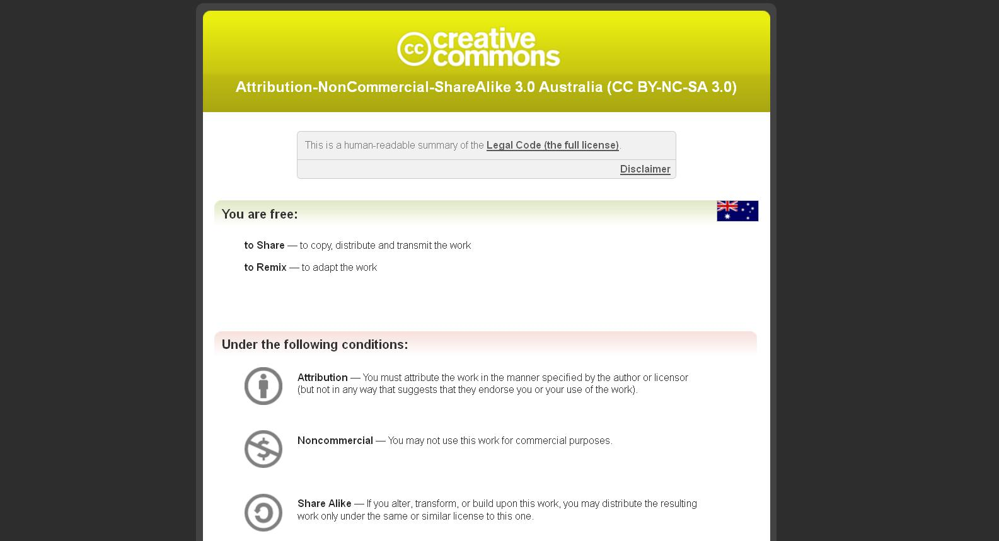 cc creative
commons
Attribution-NonCommercial-ShareAlike 3.0 Australia (CC BY-NC-SA 3.0)
This is a human-readable summary of the Legal Code (the full license).
Disclaimer
You are free:
to Share — to copy, distribute and transmit the work
to Remix — to adapt the work
Under the following conditions:
Attribution — You must attribute the work in the manner specified by the author or licensor
(but not in any way that suggests that they endorse you or your use of the work).
$
Noncommercial — You may not use this work for commercial purposes.
Share Alike — If you alter, transform, or build upon this work, you may distribute the resulting
work only under the same or similar license to this one.